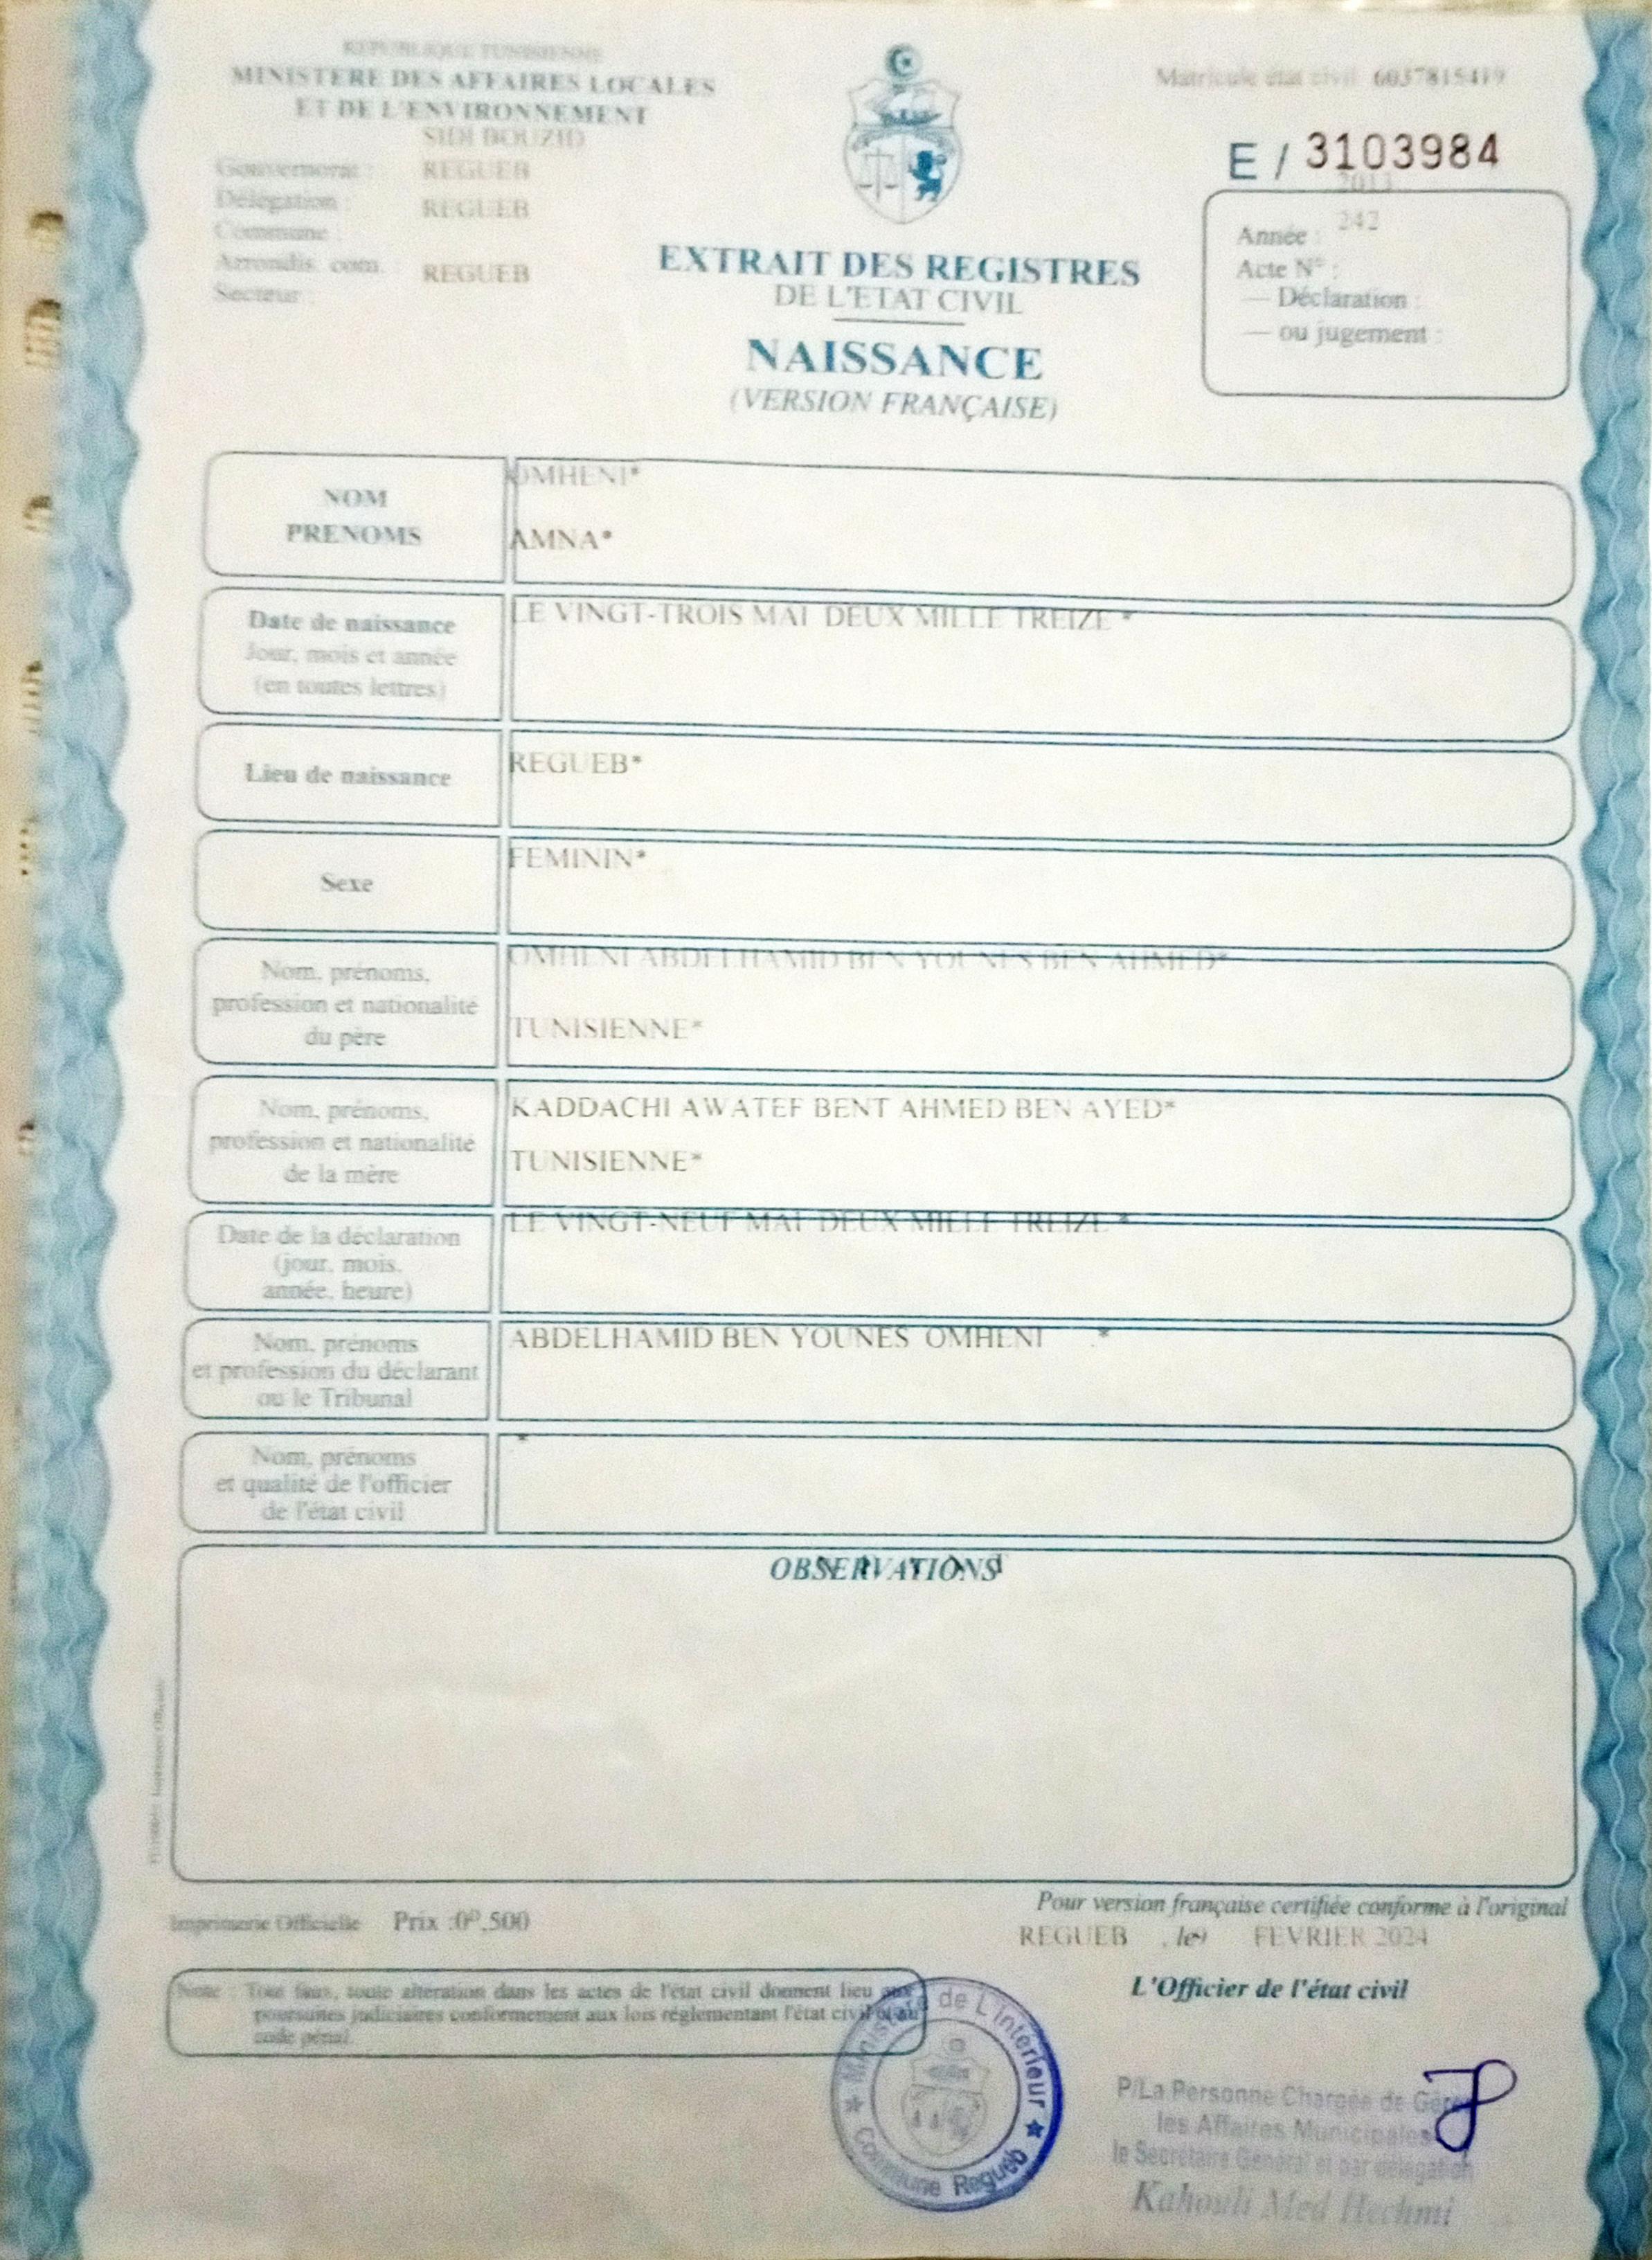 REPUBLIQUE TUNISIENNE
MINISTERE DES AFFAIRES LOCALES
ET DE L'ENVIRONNEMENT
SIDI BOUZID
Gouvernorat : REGUEB
Délégation : REGUEB
Commune :
Arrondis. com. : REGUEB
Secteur :
Matricule état civil 6037815419
E / 3103984
2013
242
Année :
Acte N° :
— Déclaration :
— ou jugement :
EXTRAIT DES REGISTRES
DE L'ETAT CIVIL
NAISSANCE
(VERSION FRANÇAISE)
NOM
PRENOMS
OMHENI*
AMNA*
Date de naissance
Jour, mois et année
(en toutes lettres)
LE VINGT-TROIS MAI DEUX MILLE TREIZE *
Lieu de naissance
REGUEB*
Sexe
FEMININ*
Nom, prénoms,
profession et nationalité
du père
OMHENI ABDELHAMID BEN YOUNES BEN AHMED*
TUNISIENNE*
Nom, prénoms,
profession et nationalité
de la mère
KADDACHI AWATEF BENT AHMED BEN AYED*
TUNISIENNE*
Date de la déclaration
(jour, mois,
année, heure)
LE VINGT-NEUF MAI DEUX MILLE TREIZE *
Nom, prénoms
et profession du déclarant
ou le Tribunal
ABDELHAMID BEN YOUNES OMHENI .*
Nom, prénoms
et qualité de l'officier
de l'état civil
*
OBSERVATIONS
Imprimerie Officielle Prix :0D,500
Pour version française certifiée conforme à l'original
REGUEB , le FEVRIER 2024
L'Officier de l'état civil
Note : Tout faux, toute alteration dans les actes de l'état civil donnent lieu aux
poursuites judiciaires conformement aux lois réglementant l'état civil et au
code pénal.
Ministère de L'intérieur
Commune Regueb
P/La Personne Chargée de Gérer
les Affaires Municipales
le Secrétaire Général et par délégation
Kahouli Med Hechmi